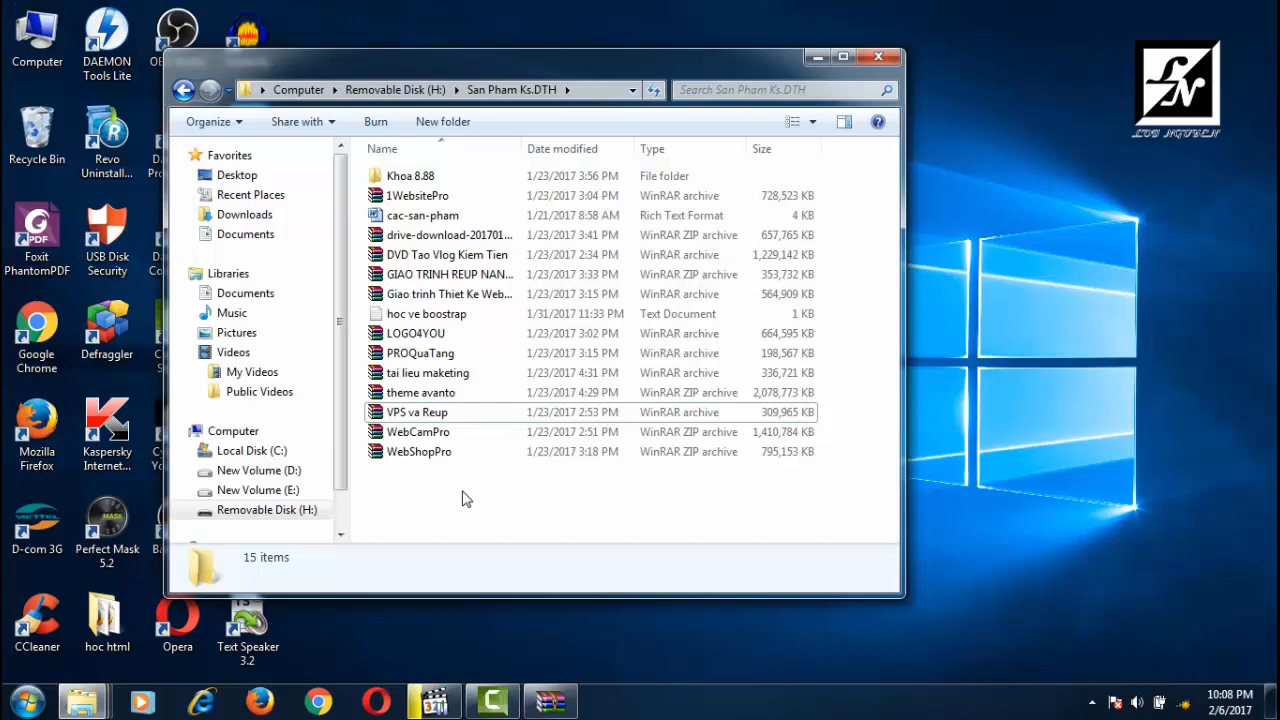 Computer
DAEMON
Tools Lite
Recycle Bin
Revo
Uninstall...
Foxit
PhantomPDF
USB Disk
Security
Google
Chrome
Defraggler
Mozilla
Firefox
Kaspersky
Internet...
D-com 3G
Perfect Mask
5.2
CCleaner
hoc html
Opera
Text Speaker
3.2
Computer Removable Disk (H:) San Pham Ks.DTH
Search San Pham Ks.DTH
Organize Share with Burn New folder
Name Date modified Type Size
Khoa 8.88 1/23/2017 3:56 PM File folder
1WebsitePro 1/23/2017 3:04 PM WinRAR archive 728,523 KB
cac-san-pham 1/21/2017 8:58 AM Rich Text Format 4 KB
drive-download-201701... 1/23/2017 3:41 PM WinRAR ZIP archive 657,765 KB
DVD Tao Vlog Kiem Tien 1/23/2017 2:34 PM WinRAR archive 1,229,142 KB
GIAO TRINH REUP NAN... 1/23/2017 3:33 PM WinRAR ZIP archive 353,732 KB
Giao trinh Thiet Ke Web... 1/23/2017 3:15 PM WinRAR archive 564,909 KB
hoc ve boostrap 1/31/2017 11:33 PM Text Document 1 KB
LOGO4YOU 1/23/2017 3:02 PM WinRAR archive 664,595 KB
PROQuaTang 1/23/2017 3:15 PM WinRAR archive 198,567 KB
tai lieu maketing 1/23/2017 4:31 PM WinRAR archive 336,721 KB
theme avanto 1/23/2017 4:29 PM WinRAR ZIP archive 2,078,773 KB
VPS va Reup 1/23/2017 2:53 PM WinRAR archive 309,965 KB
WebCamPro 1/23/2017 2:51 PM WinRAR ZIP archive 1,410,784 KB
WebShopPro 1/23/2017 3:18 PM WinRAR archive 795,153 KB
Favorites
Desktop
Recent Places
Downloads
Documents
Libraries
Documents
Music
Pictures
Videos
My Videos
Public Videos
Computer
Local Disk (C:)
New Volume (D:)
New Volume (E:)
Removable Disk (H:)
15 items
10:08 PM
2/6/2017